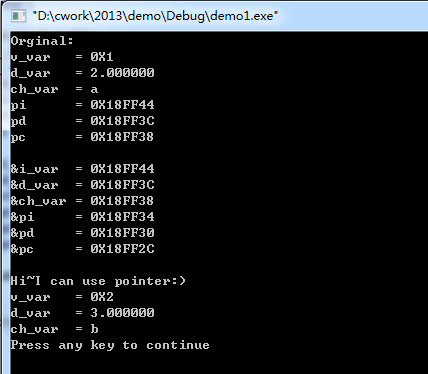 "D:\cwork\2013\demo\Debug\demo1.exe"
Orginal:
v_var   = 0X1
d_var   = 2.000000
ch_var  = a
pi      = 0X18FF44
pd      = 0X18FF3C
pc      = 0X18FF38

&i_var  = 0X18FF44
&d_var  = 0X18FF3C
&ch_var = 0X18FF38
&pi     = 0X18FF34
&pd     = 0X18FF30
&pc     = 0X18FF2C

Hi~I can use pointer:)
v_var   = 0X2
d_var   = 3.000000
ch_var  = b
Press any key to continue